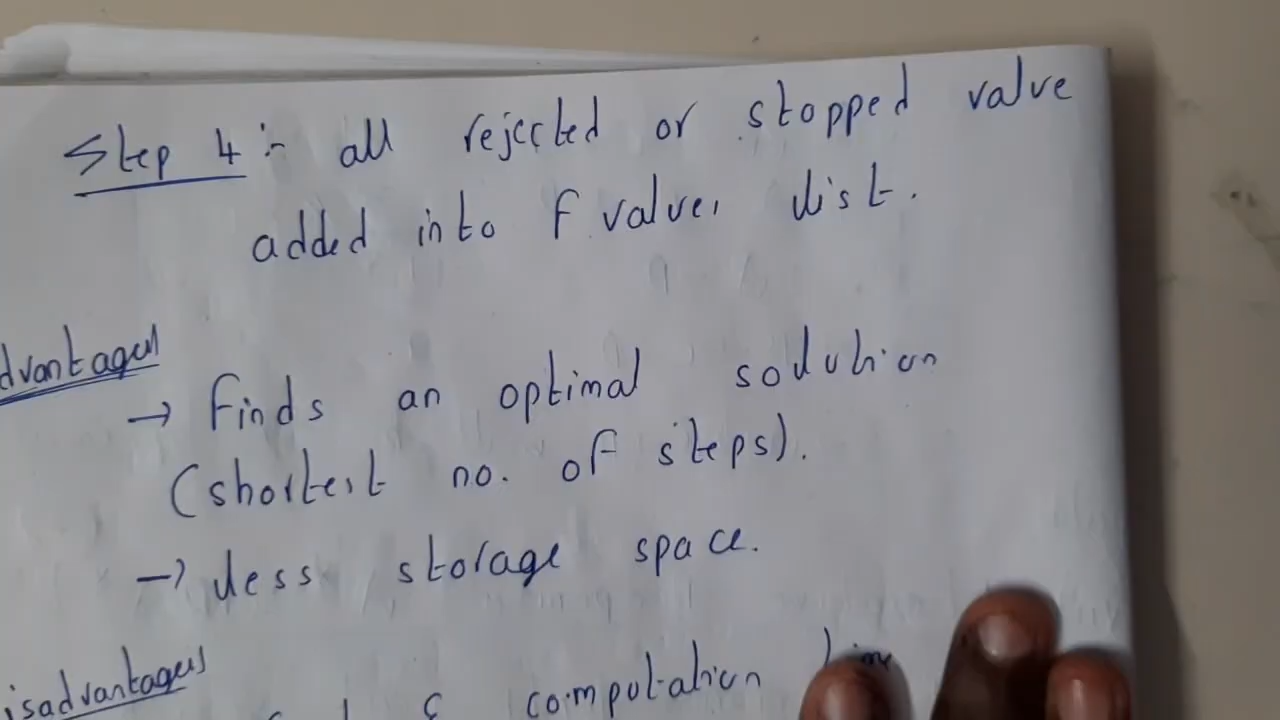 Step 4 :- all rejected or stopped value
added into F value, list.
dvantages
→ Finds an optimal solution
(shortest no. of steps).
→ less storage space.
isadvantages
computation time